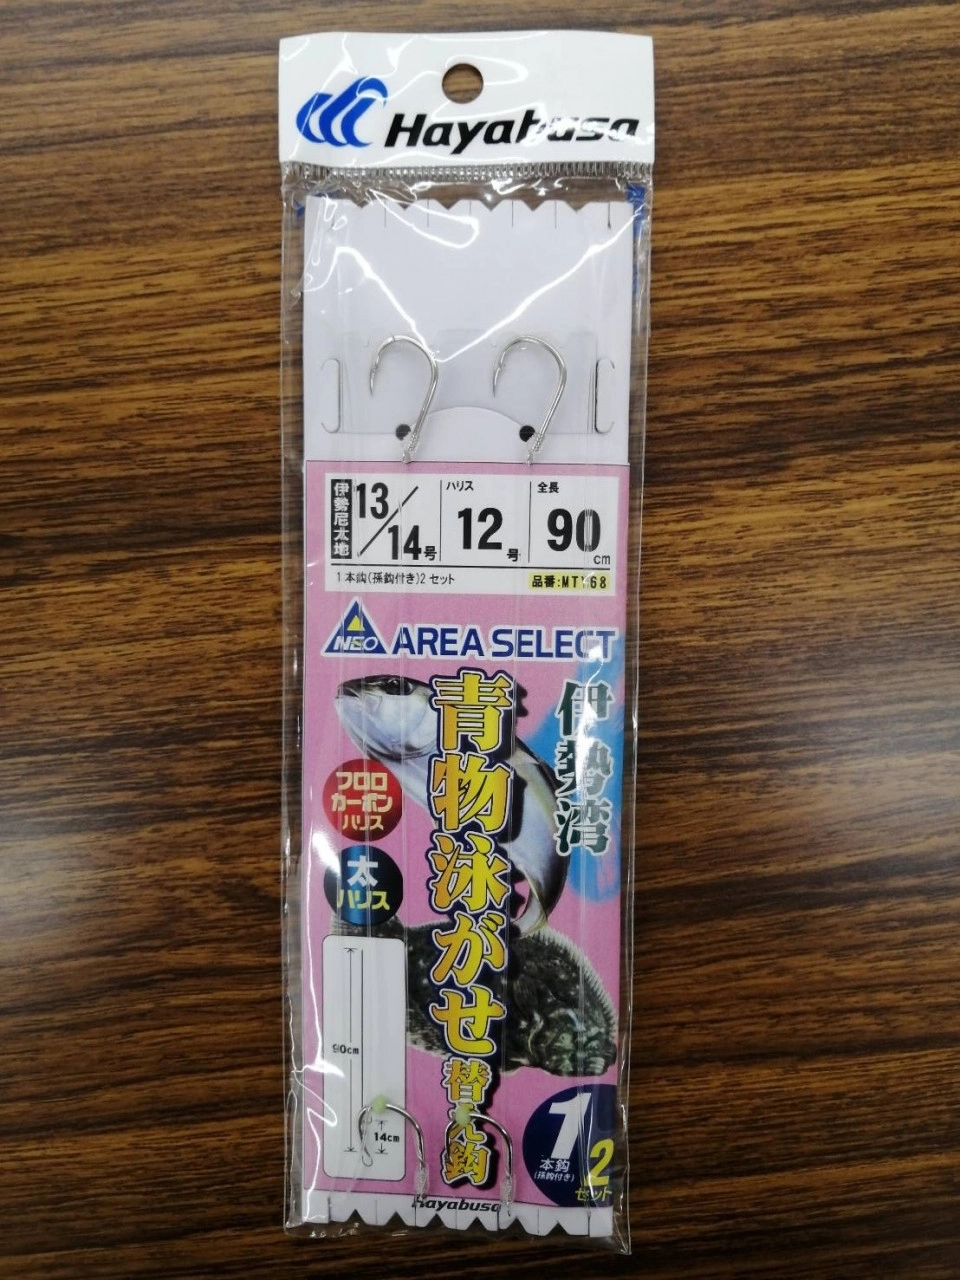 Hayabusa
伊勢尼太地
13/14号
ハリス
12号
全長
90cm
1本鈎(孫鈎付き)2セット
品番:MT168
NEO AREA SELECT
伊勢湾
青物泳がせ替え鈎
フロロ
カーボン
ハリス
太
ハリス
90cm
14cm
1
本鈎
(孫鈎付き)
2
セット
Hayabusa